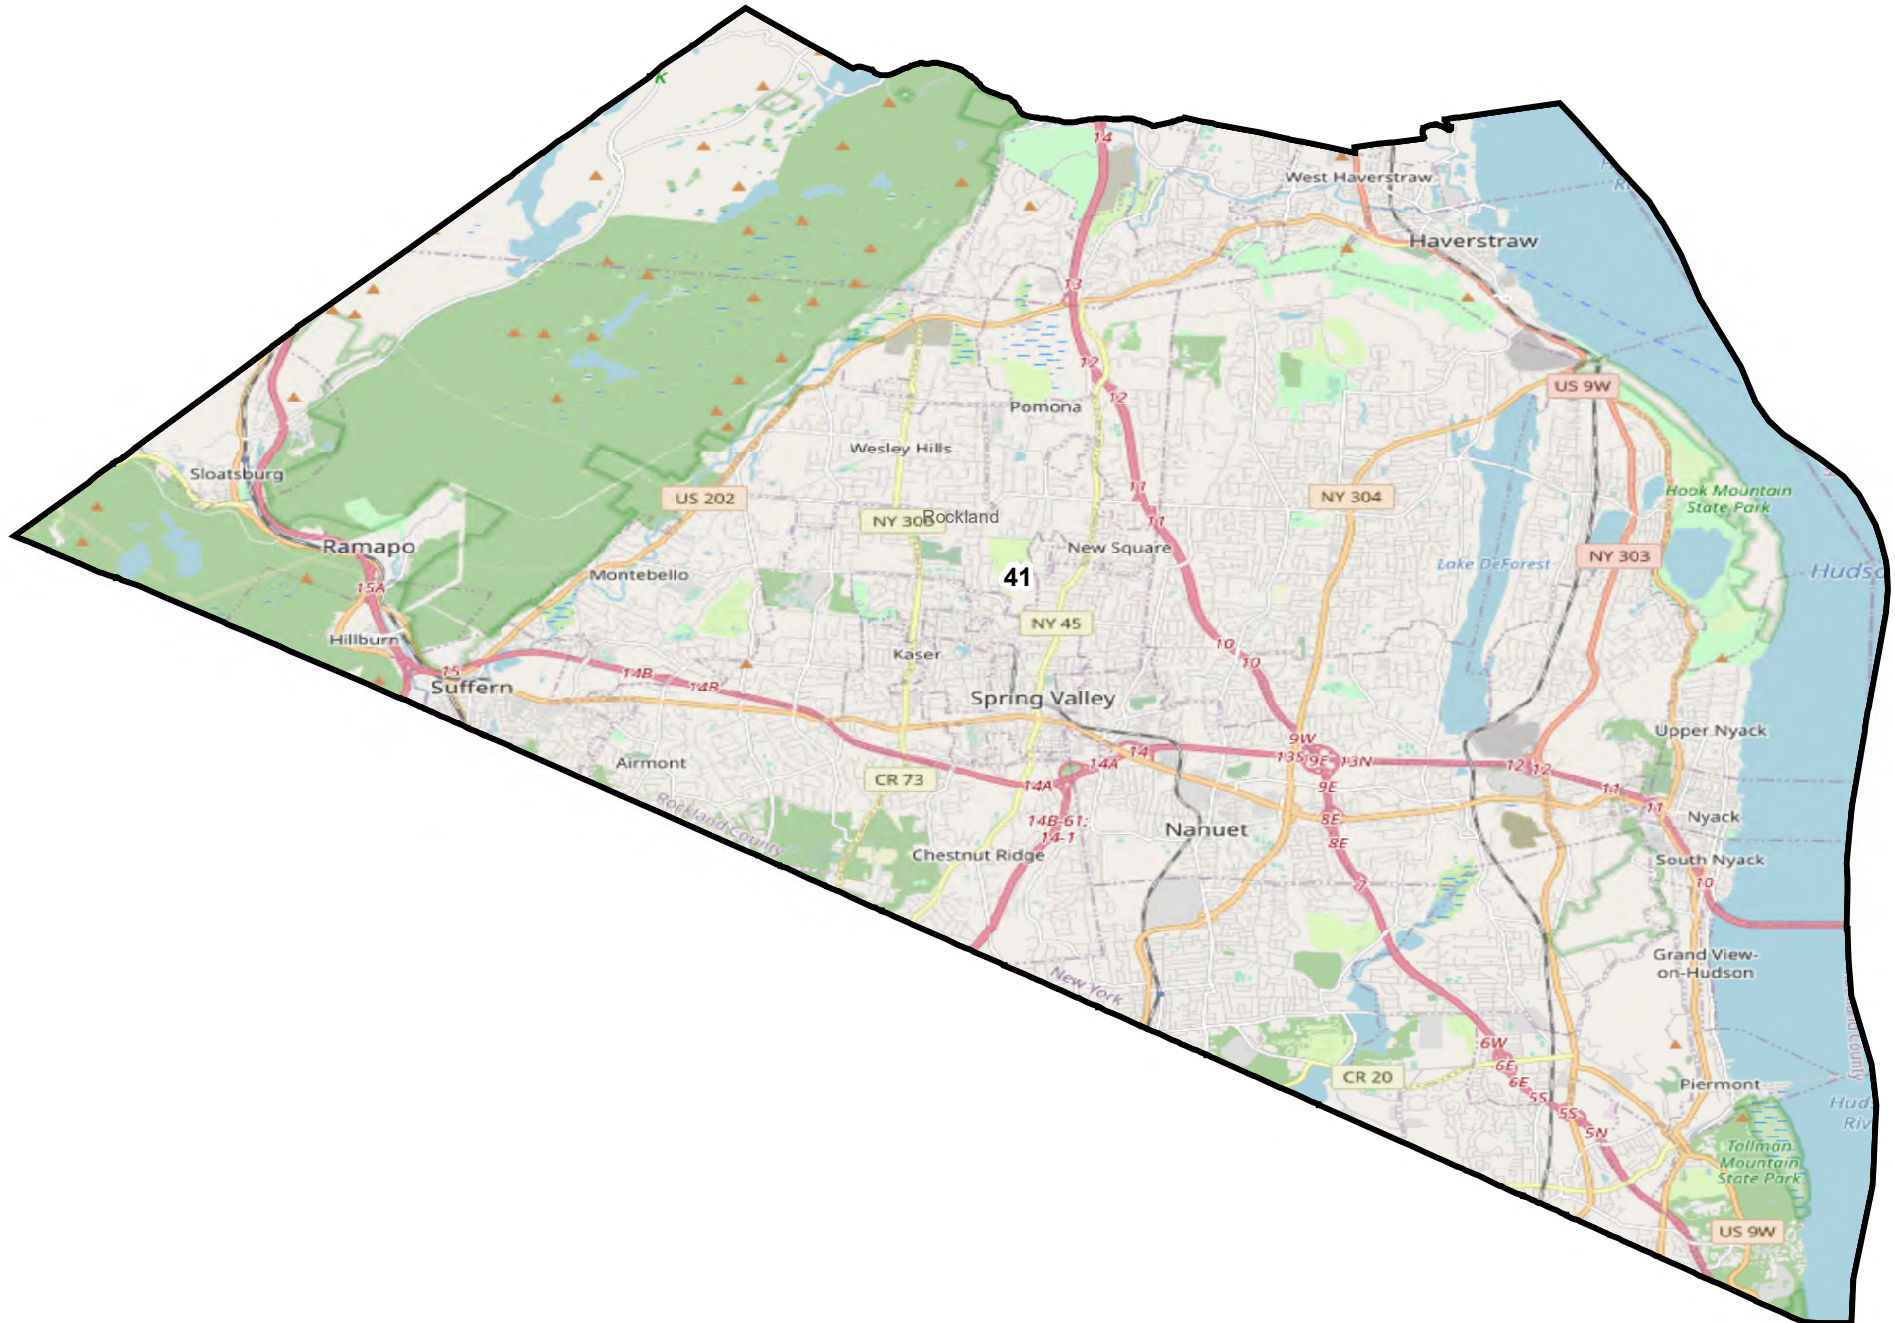 K
14
West Haverstraw
Haverstraw
13
12
12
US 9W
Pomona
Wesley Hills
Sloatsburg
US 202
11
NY 304
Hook Mountain
State Park
NY 306
Rockland
11
Ramapo
New Square
NY 303
Lake DeForest
Montebello
41
15A
NY 45
Hillburn
10
10
Kaser
15
14B
14B
Suffern
Spring Valley
Upper Nyack
9W
14
13S
9E
13N
12
12
Airmont
14A
CR 73
14A
9E
11
11
Rockland County
14B-61;
14-1
8E
Nanuet
Nyack
8E
Chestnut Ridge
South Nyack
7
10
Grand View-
on-Hudson
New York
6W
6E
CR 20
6E
Piermont
5S
5S
5N
Tallman
Mountain
State Park
US 9W